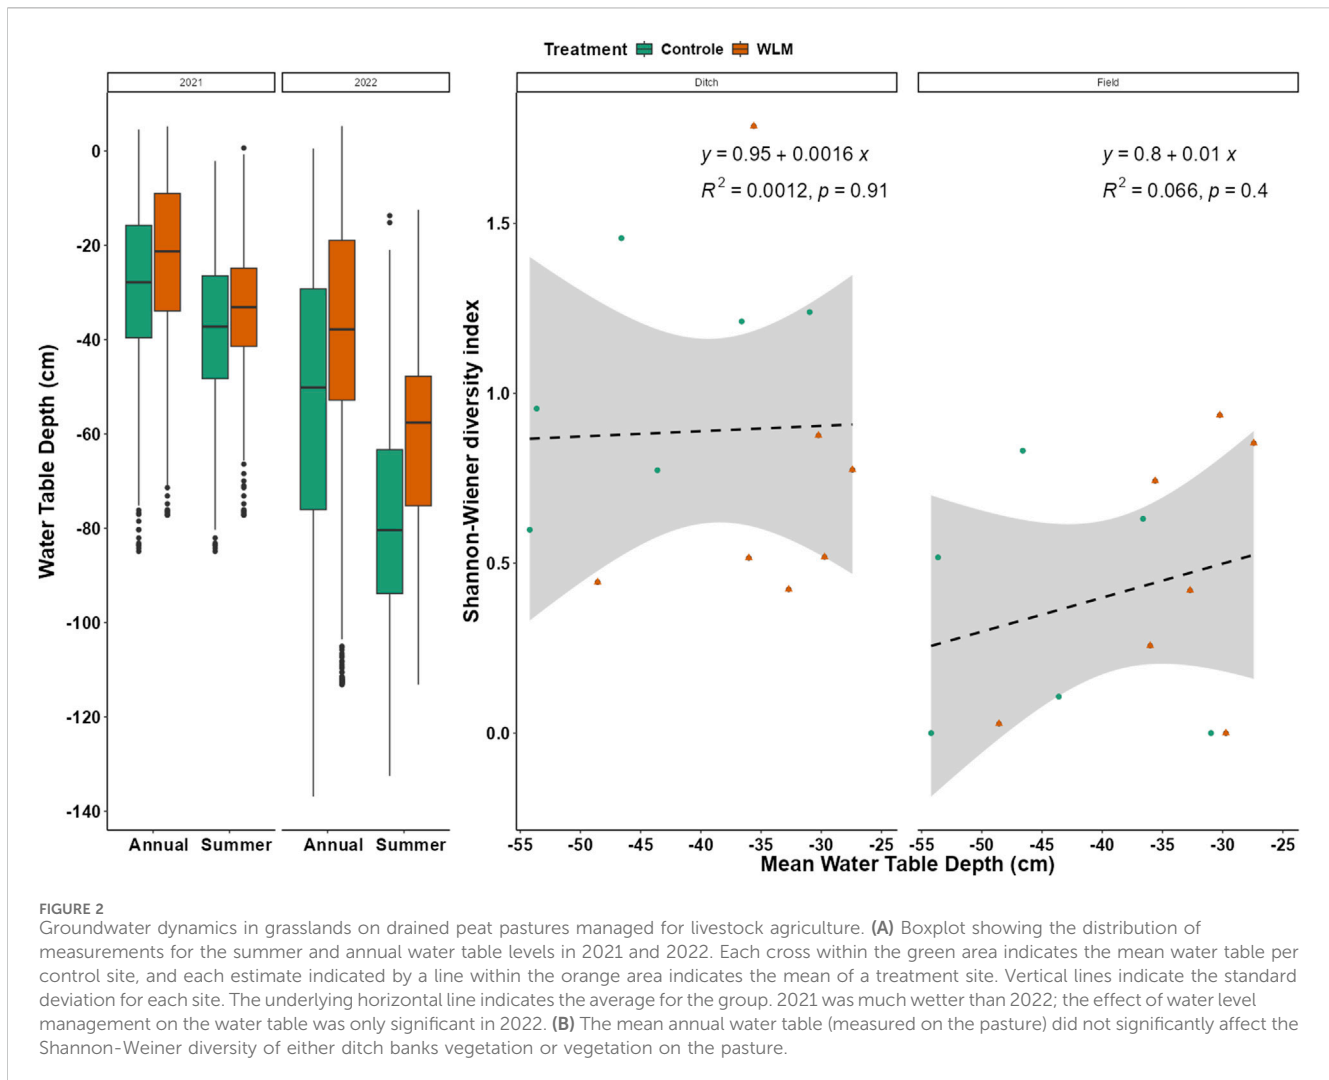 Treatment Controle WLM
2021 2022 Ditch Field
Water Table Depth (cm)
0
-20
-40
-60
-80
-100
-120
-140
Annual Summer Annual Summer
Shannon-Wiener diversity index
1.5
1.0
0.5
0.0
y = 0.95 + 0.0016 x
R² = 0.0012, p = 0.91
y = 0.8 + 0.01 x
R² = 0.066, p = 0.4
-55 -50 -45 -40 -35 -30 -25 -55 -50 -45 -40 -35 -30 -25
Mean Water Table Depth (cm)
FIGURE 2
Groundwater dynamics in grasslands on drained peat pastures managed for livestock agriculture. (A) Boxplot showing the distribution of
measurements for the summer and annual water table levels in 2021 and 2022. Each cross within the green area indicates the mean water table per
control site, and each estimate indicated by a line within the orange area indicates the mean of a treatment site. Vertical lines indicate the standard
deviation for each site. The underlying horizontal line indicates the average for the group. 2021 was much wetter than 2022; the effect of water level
management on the water table was only significant in 2022. (B) The mean annual water table (measured on the pasture) did not significantly affect the
Shannon-Weiner diversity of either ditch banks vegetation or vegetation on the pasture.